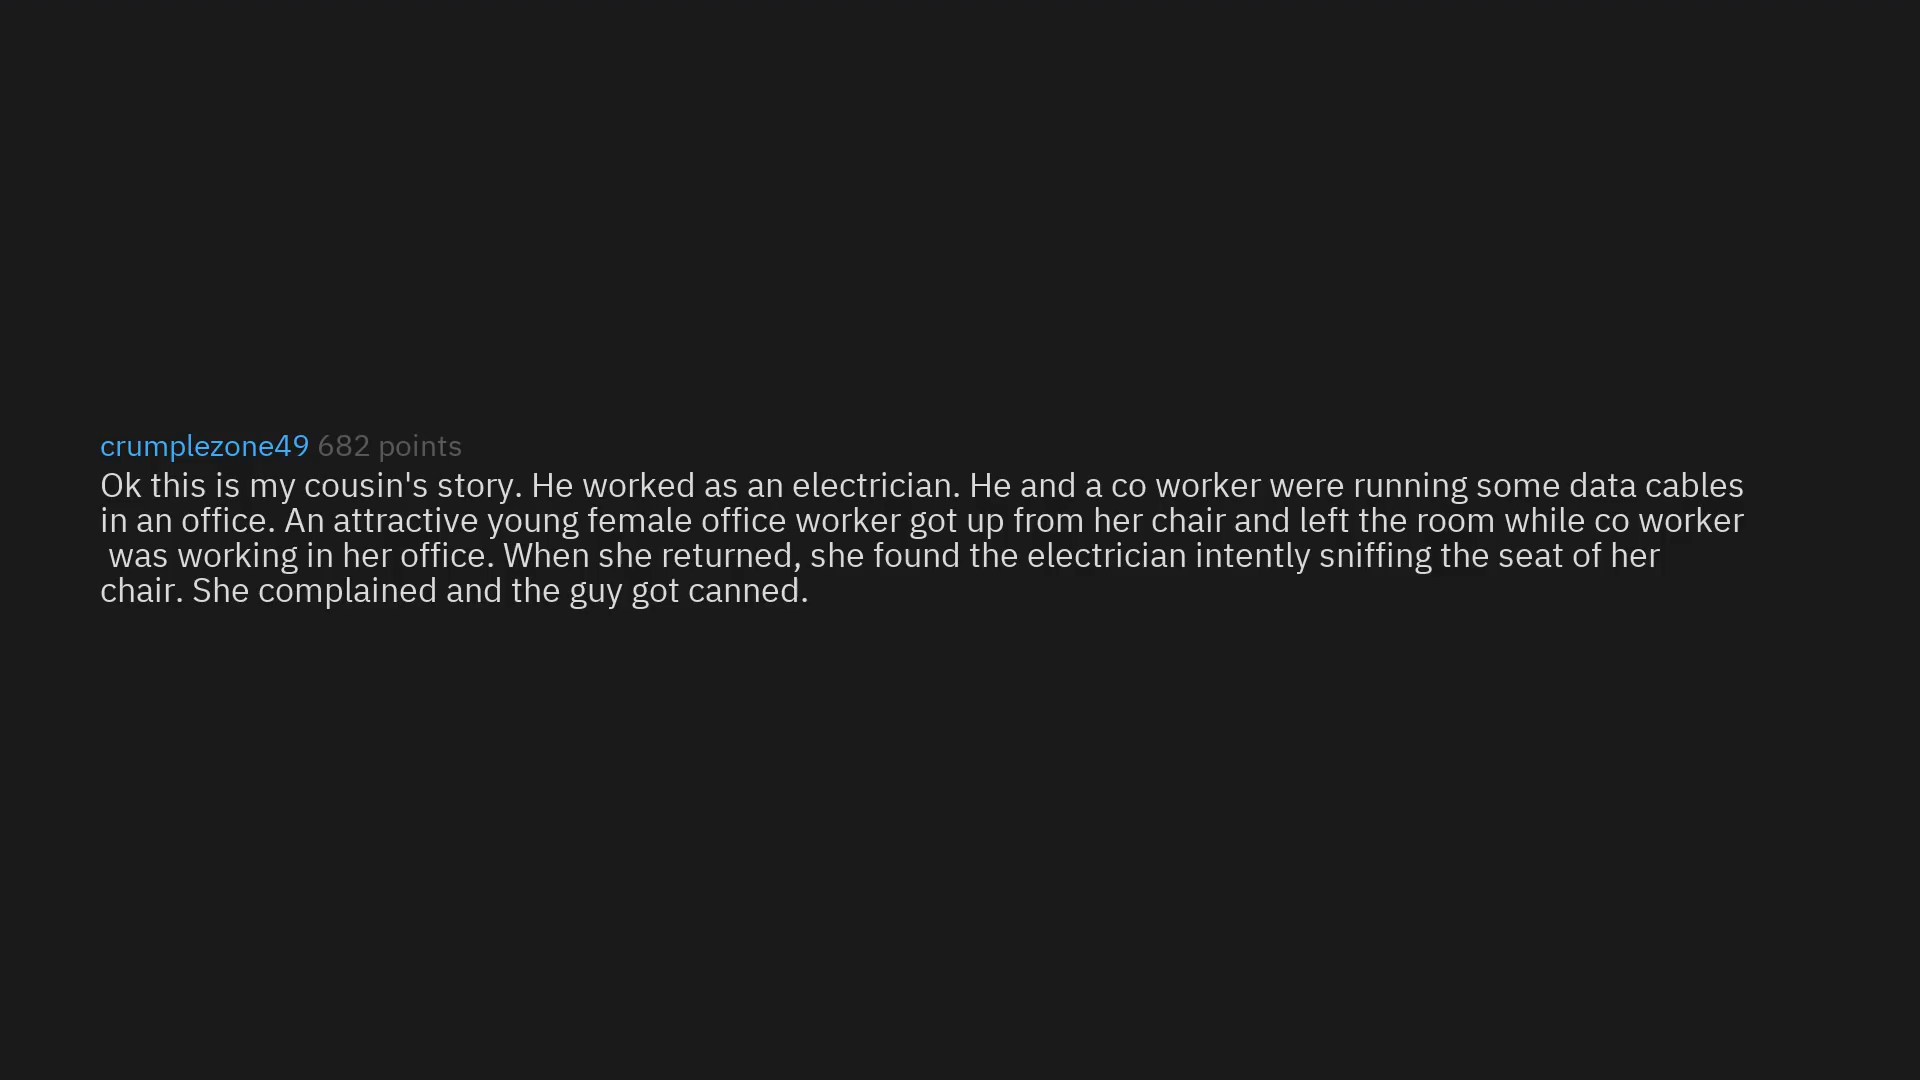 crumplezone49 682 points
Ok this is my cousin's story. He worked as an electrician. He and a co worker were running some data cables
in an office. An attractive young female office worker got up from her chair and left the room while co worker
was working in her office. When she returned, she found the electrician intently sniffing the seat of her
chair. She complained and the guy got canned.